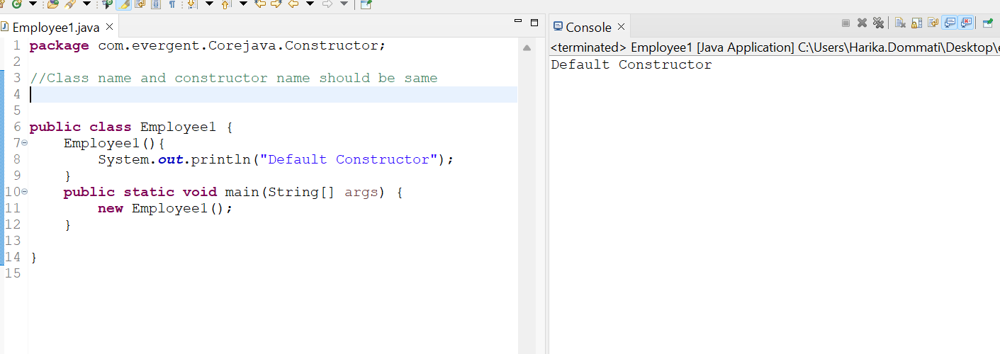 Employee1.java
1 package com.evergent.Corejava.Constructor;
2
3 //Class name and constructor name should be same
4
5
6 public class Employee1 {
7     Employee1(){
8         System.out.println("Default Constructor");
9     }
10     public static void main(String[] args) {
11         new Employee1();
12     }
13
14 }
15
Console
<terminated> Employee1 [Java Application] C:\Users\Harika.Dommati\Desktop\
Default Constructor